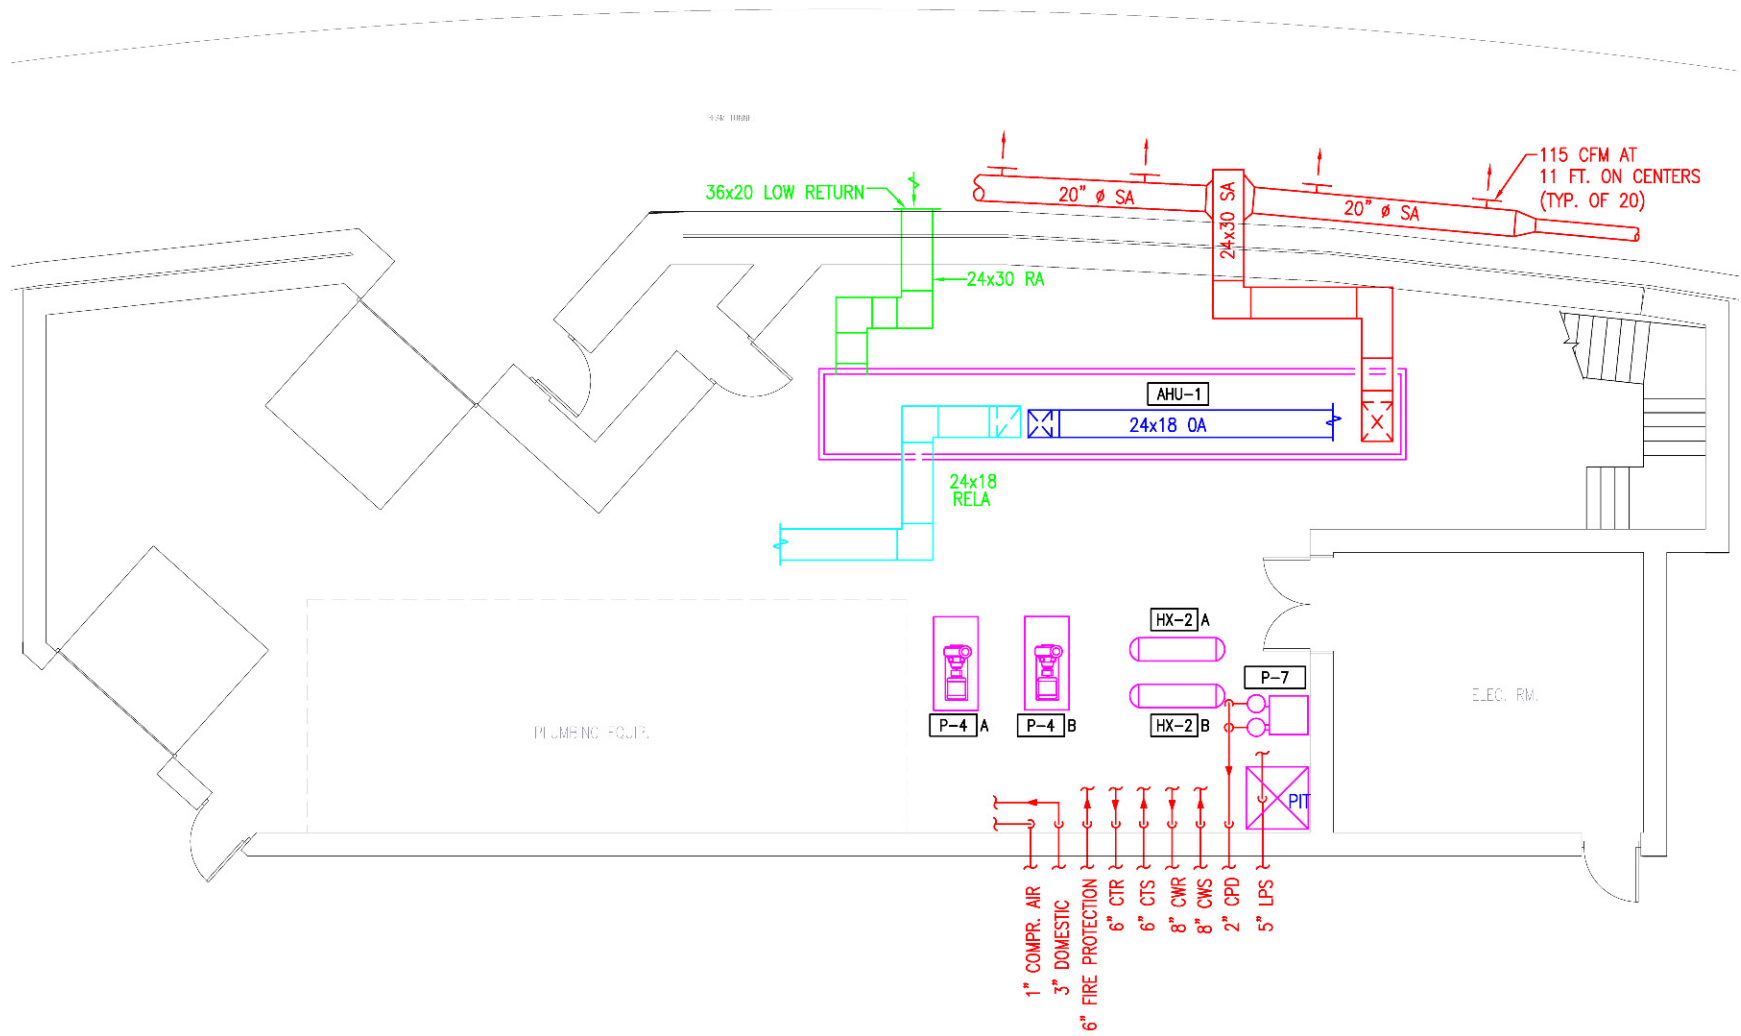 36x20 LOW RETURN
20" ø SA
24x30 SA
20" ø SA
115 CFM AT
11 FT. ON CENTERS
(TYP. OF 20)
24x30 RA
AHU-1
24x18 OA
24x18
RELA
HX-2 A
P-7
ELEC. RM.
PLUMBING EQUIP.
P-4 A
P-4 B
HX-2 B
PIT
1" COMPR. AIR
3" DOMESTIC
6" FIRE PROTECTION
6" CTR
6" CTS
8" CWR
8" CWS
2" CPD
5" LPS